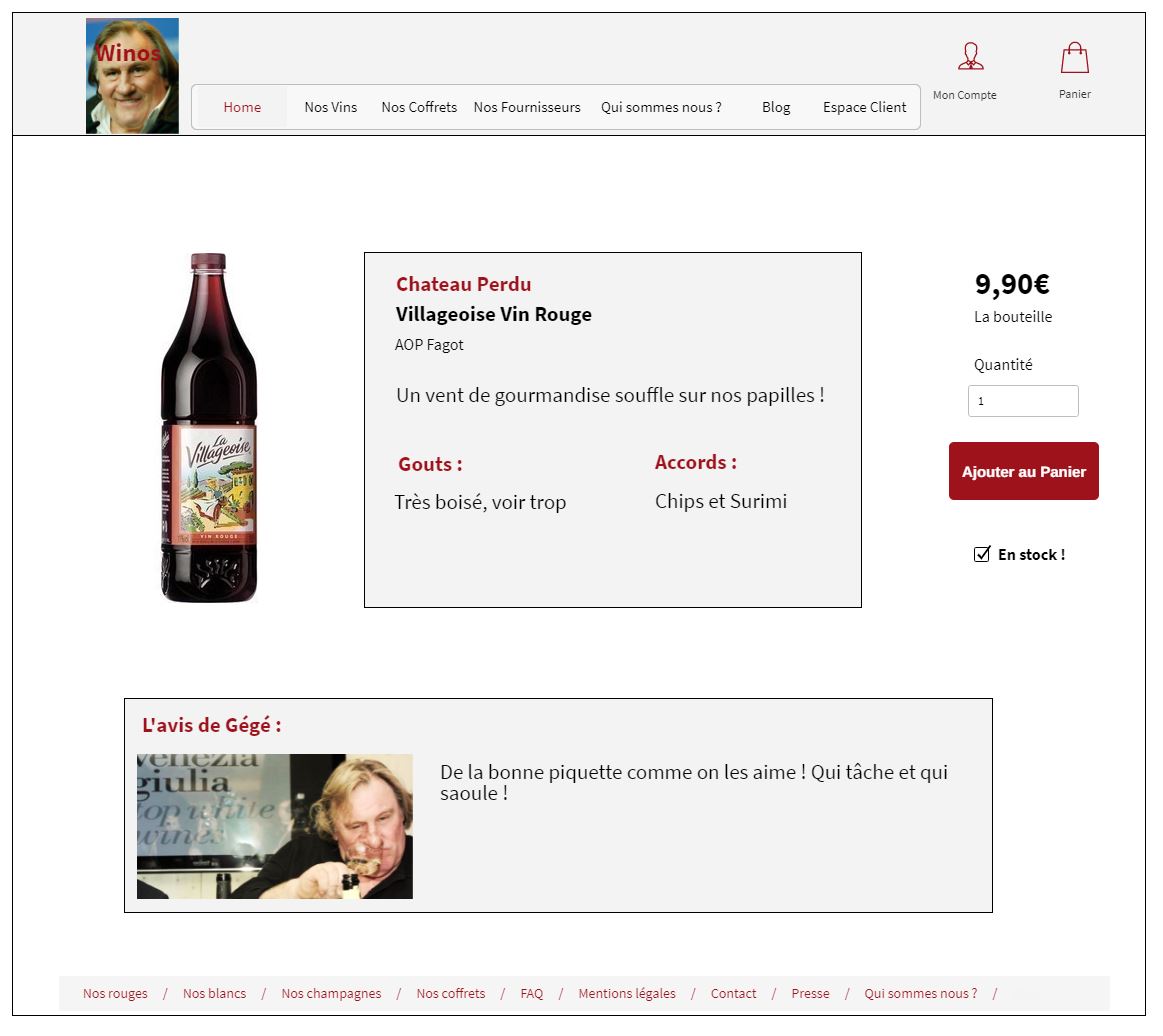 Winos
Mon Compte
Panier
Home Nos Vins Nos Coffrets Nos Fournisseurs Qui sommes nous ? Blog Espace Client
Chateau Perdu
Villageoise Vin Rouge
AOP Fagot
Un vent de gourmandise souffle sur nos papilles !
Gouts :
Très boisé, voir trop
Accords :
Chips et Surimi
9,90€
La bouteille
Quantité
1
Ajouter au Panier
En stock !
La
Villageoise
VIN ROUGE
L'avis de Gégé :
venezia
giulia
top white
wines
De la bonne piquette comme on les aime ! Qui tâche et qui
saoule !
Nos rouges / Nos blancs / Nos champagnes / Nos coffrets / FAQ / Mentions légales / Contact / Presse / Qui sommes nous ? /